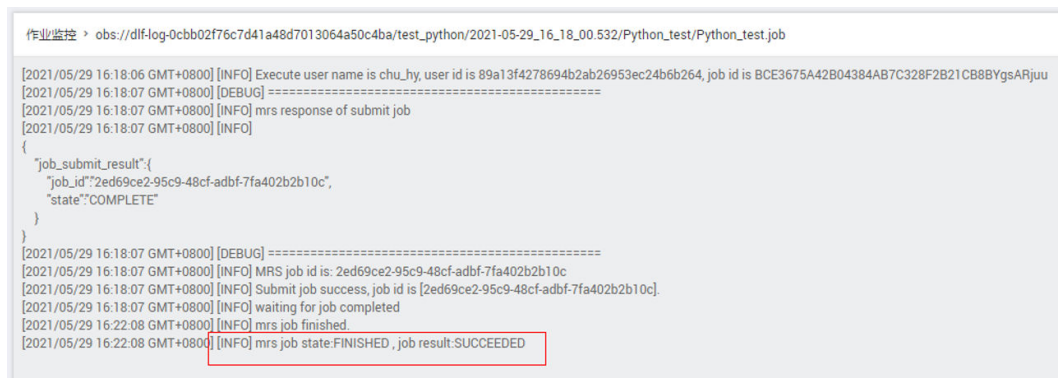 作业监控 > obs://dlf-log-0cbb02f76c7d41a48d7013064a50c4ba/test_python/2021-05-29_16_18_00.532/Python_test/Python_test.job
[2021/05/29 16:18:06 GMT+0800] [INFO] Execute user name is chu_hy, user id is 89a13f4278694b2ab26953ec24b6b264, job id is BCE3675A42B04384AB7C328F2B21CB8BYgsARjuu
[2021/05/29 16:18:07 GMT+0800] [DEBUG] ===============================================
[2021/05/29 16:18:07 GMT+0800] [INFO] mrs response of submit job
[2021/05/29 16:18:07 GMT+0800] [INFO]
{
"job_submit_result":{
"job_id":"2ed69ce2-95c9-48cf-adbf-7fa402b2b10c",
"state":"COMPLETE"
}
}
[2021/05/29 16:18:07 GMT+0800] [DEBUG] ===============================================
[2021/05/29 16:18:07 GMT+0800] [INFO] MRS job id is: 2ed69ce2-95c9-48cf-adbf-7fa402b2b10c
[2021/05/29 16:18:07 GMT+0800] [INFO] Submit job success, job id is [2ed69ce2-95c9-48cf-adbf-7fa402b2b10c].
[2021/05/29 16:18:07 GMT+0800] [INFO] waiting for job completed
[2021/05/29 16:22:08 GMT+0800] [INFO] mrs job finished.
[2021/05/29 16:22:08 GMT+0800] [INFO] mrs job state:FINISHED , job result:SUCCEEDED